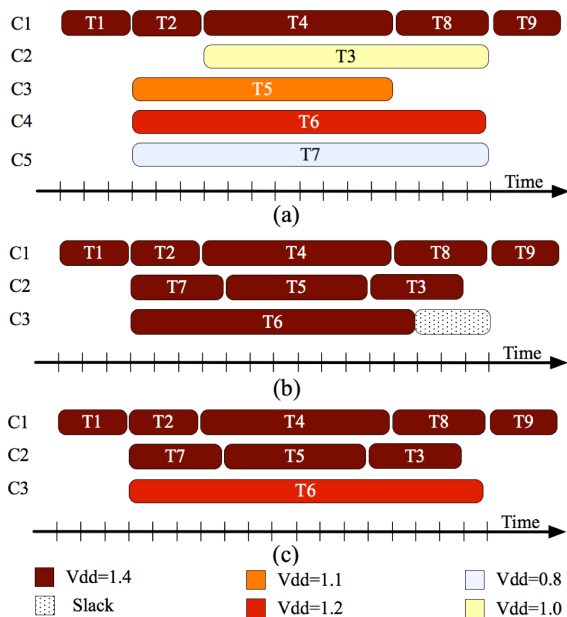 C1 T1 T2 T4 T8 T9
C2 T3
C3 T5
C4 T6
C5 T7
Time
(a)
C1 T1 T2 T4 T8 T9
C2 T7 T5 T3
C3 T6
Time
(b)
C1 T1 T2 T4 T8 T9
C2 T7 T5 T3
C3 T6
Time
(c)
Vdd=1.4 Vdd=1.1 Vdd=0.8
Slack Vdd=1.2 Vdd=1.0